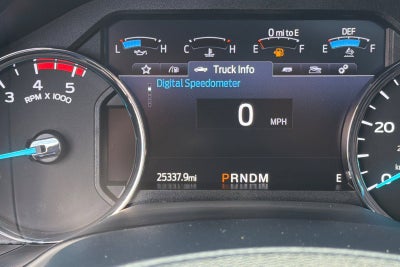 0 mi to E
DEF
L H C H E F E F
Truck Info
Digital Speedometer
3 4 5
RPM X 1000
0 MPH
20
0
25337.9mi PRNDM E